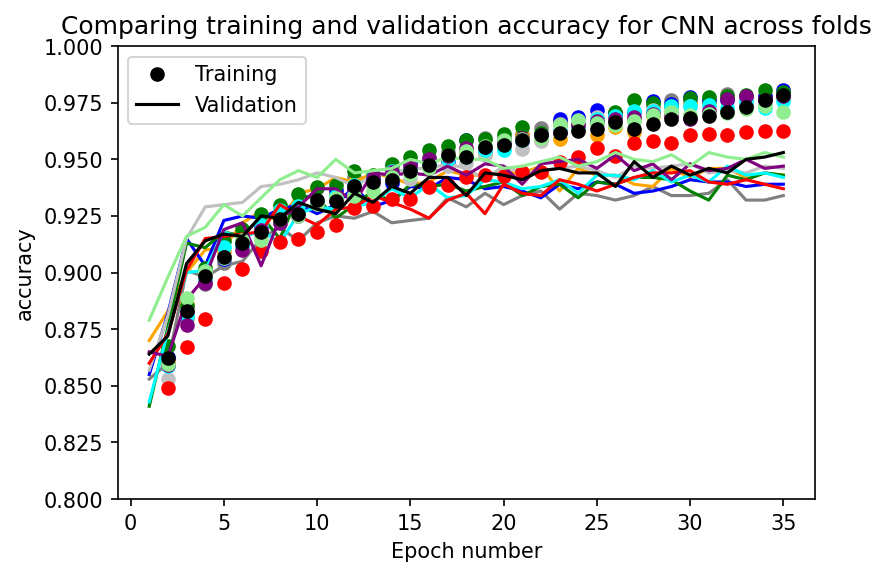 Comparing training and validation accuracy for CNN across folds
Training
Validation
accuracy
1.000
0.975
0.950
0.925
0.900
0.875
0.850
0.825
0.800
0 5 10 15 20 25 30 35
Epoch number